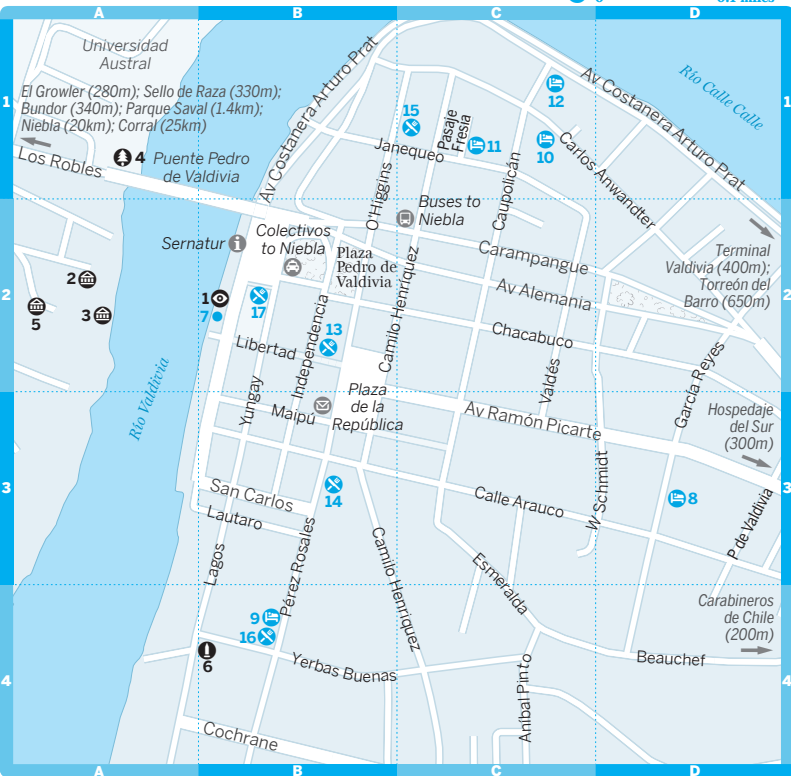 A
B
C
D
1
Universidad
Austral
El Growler (280m); Sello de Raza (330m);
Bundor (340m); Parque Saval (1.4km);
Niebla (20km); Corral (25km)
Los Robles
4
Puente Pedro
de Valdivia
Av Costanera Arturo Prat
15
Janequeo
Pasaje
Fresia
11
12
10
Av Costanera Arturo Prat
Río Calle Calle
1
Carlos Anwandter
O'Higgins
Caupolicán
Buses to
Niebla
Sernatur
Colectivos
to Niebla
Plaza
Pedro de
Valdivia
Carampangue
Av Alemania
Terminal
Valdivia (400m);
Torreón del
Barro (650m)
2
2
5
3
1
7
17
Independencia
13
Camilo Henríquez
Chacabuco
2
Libertad
Río Valdivia
Yungay
Maipú
Plaza
de la
República
Valdés
García Reyes
Av Ramón Picarte
Hospedaje
del Sur
(300m)
3
San Carlos
Lautaro
14
Calle Arauco
W Schmidt
8
P de Valdivia
3
Lagos
Pérez Rosales
Camilo Henríquez
Esmeralda
9
16
6
Yerbas Buenas
Carabineros
de Chile
(200m)
Beauchef
4
Aníbal Pinto
4
Cochrane
A
B
C
D